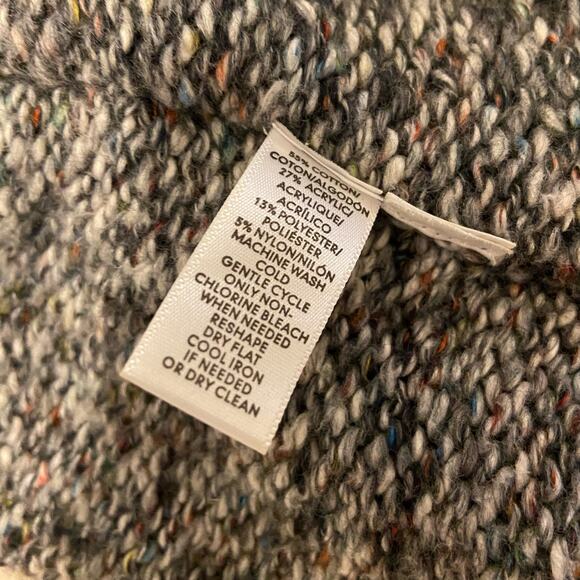 55% COTTON/
COTON/ALGODÓN
27% ACRYLIC/
ACRYLIQUE/
ACRÍLICO
13% POLYESTER/
POLIÉSTER
5% NYLON/NILÓN
MACHINE WASH
COLD
GENTLE CYCLE
ONLY NON-
CHLORINE BLEACH
WHEN NEEDED
RESHAPE
DRY FLAT
COOL IRON
IF NEEDED
OR DRY CLEAN